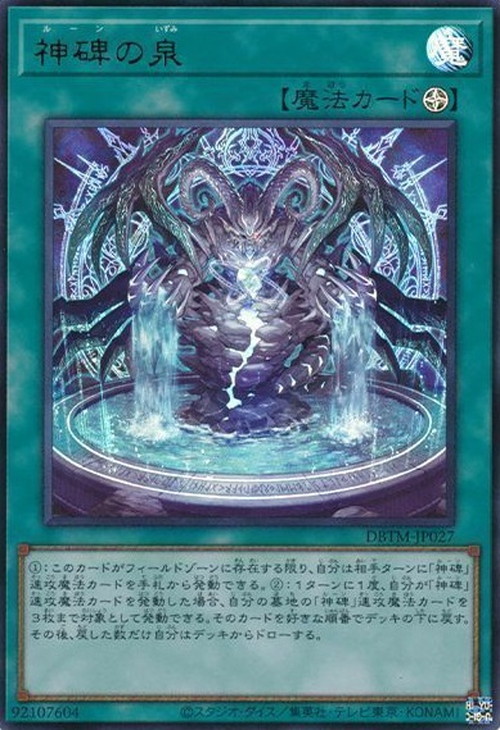 神碑の泉
魔
【魔法カード】
DBTM-JP027
①:このカードがフィールドゾーンに存在する限り、自分は相手ターンに「神碑」
速攻魔法カードを手札から発動できる。②:1ターンに1度、自分が「神碑」
速攻魔法カードを発動した場合、自分の墓地の「神碑」速攻魔法カードを
3枚まで対象として発動できる。そのカードを好きな順番でデッキの下に戻す。
その後、戻した数だけ自分はデッキからドローする。
92107604
©スタジオ・ダイス/集英社・テレビ東京・KONAMI